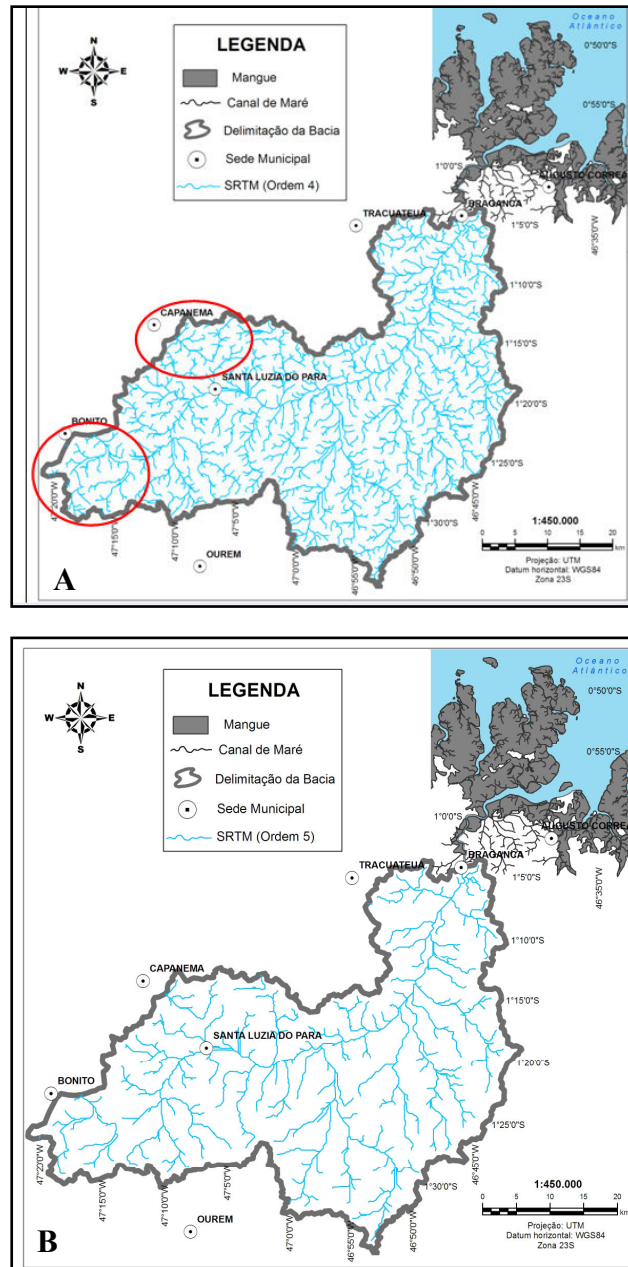 Oceano
Atlântico
N
W E
S
LEGENDA
Mangue
Canal de Maré
Delimitação da Bacia
Sede Municipal
SRTM (Ordem 4)
0°50'0"S
0°55'0"S
1°0'0"S
AUGUSTO CORREA
BRAGANCA
TRACUATEUA
1°5'0"S
46°35'0"W
1°10'0"S
CAPANEMA
1°15'0"S
SANTA LUZIA DO PARA
1°20'0"S
BONITO
1°25'0"S
47°20'0"W
47°15'0"W
47°10'0"W
47°5'0"W
47°0'0"W
46°55'0"W
46°50'0"W
46°45'0"W
1°30'0"S
OUREM
1:450.000
0 5 10 15 20
km
Projeção: UTM
Datum horizontal: WGS84
Zona 23S
A
Oceano
Atlântico
N
W E
S
LEGENDA
Mangue
Canal de Maré
Delimitação da Bacia
Sede Municipal
SRTM (Ordem 5)
0°50'0"S
0°55'0"S
1°0'0"S
AUGUSTO CORREA
BRAGANCA
TRACUATEUA
1°5'0"S
46°35'0"W
1°10'0"S
CAPANEMA
1°15'0"S
SANTA LUZIA DO PARA
1°20'0"S
BONITO
1°25'0"S
47°15'0"W
47°10'0"W
47°5'0"W
47°0'0"W
46°55'0"W
46°50'0"W
46°45'0"W
1°30'0"S
OUREM
1:450.000
0 5 10 15 20
km
Projeção: UTM
Datum horizontal: WGS84
Zona 23S
B